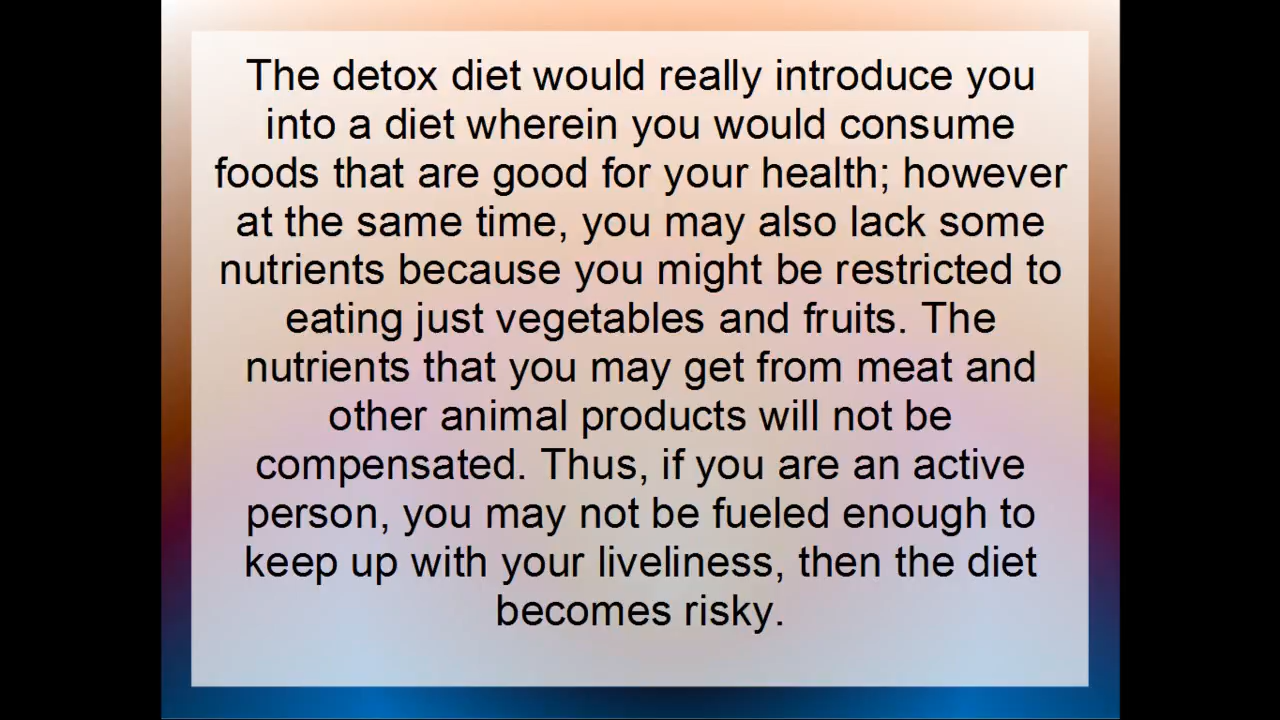 The detox diet would really introduce you
into a diet wherein you would consume
foods that are good for your health; however
at the same time, you may also lack some
nutrients because you might be restricted to
eating just vegetables and fruits. The
nutrients that you may get from meat and
other animal products will not be
compensated. Thus, if you are an active
person, you may not be fueled enough to
keep up with your liveliness, then the diet
becomes risky.